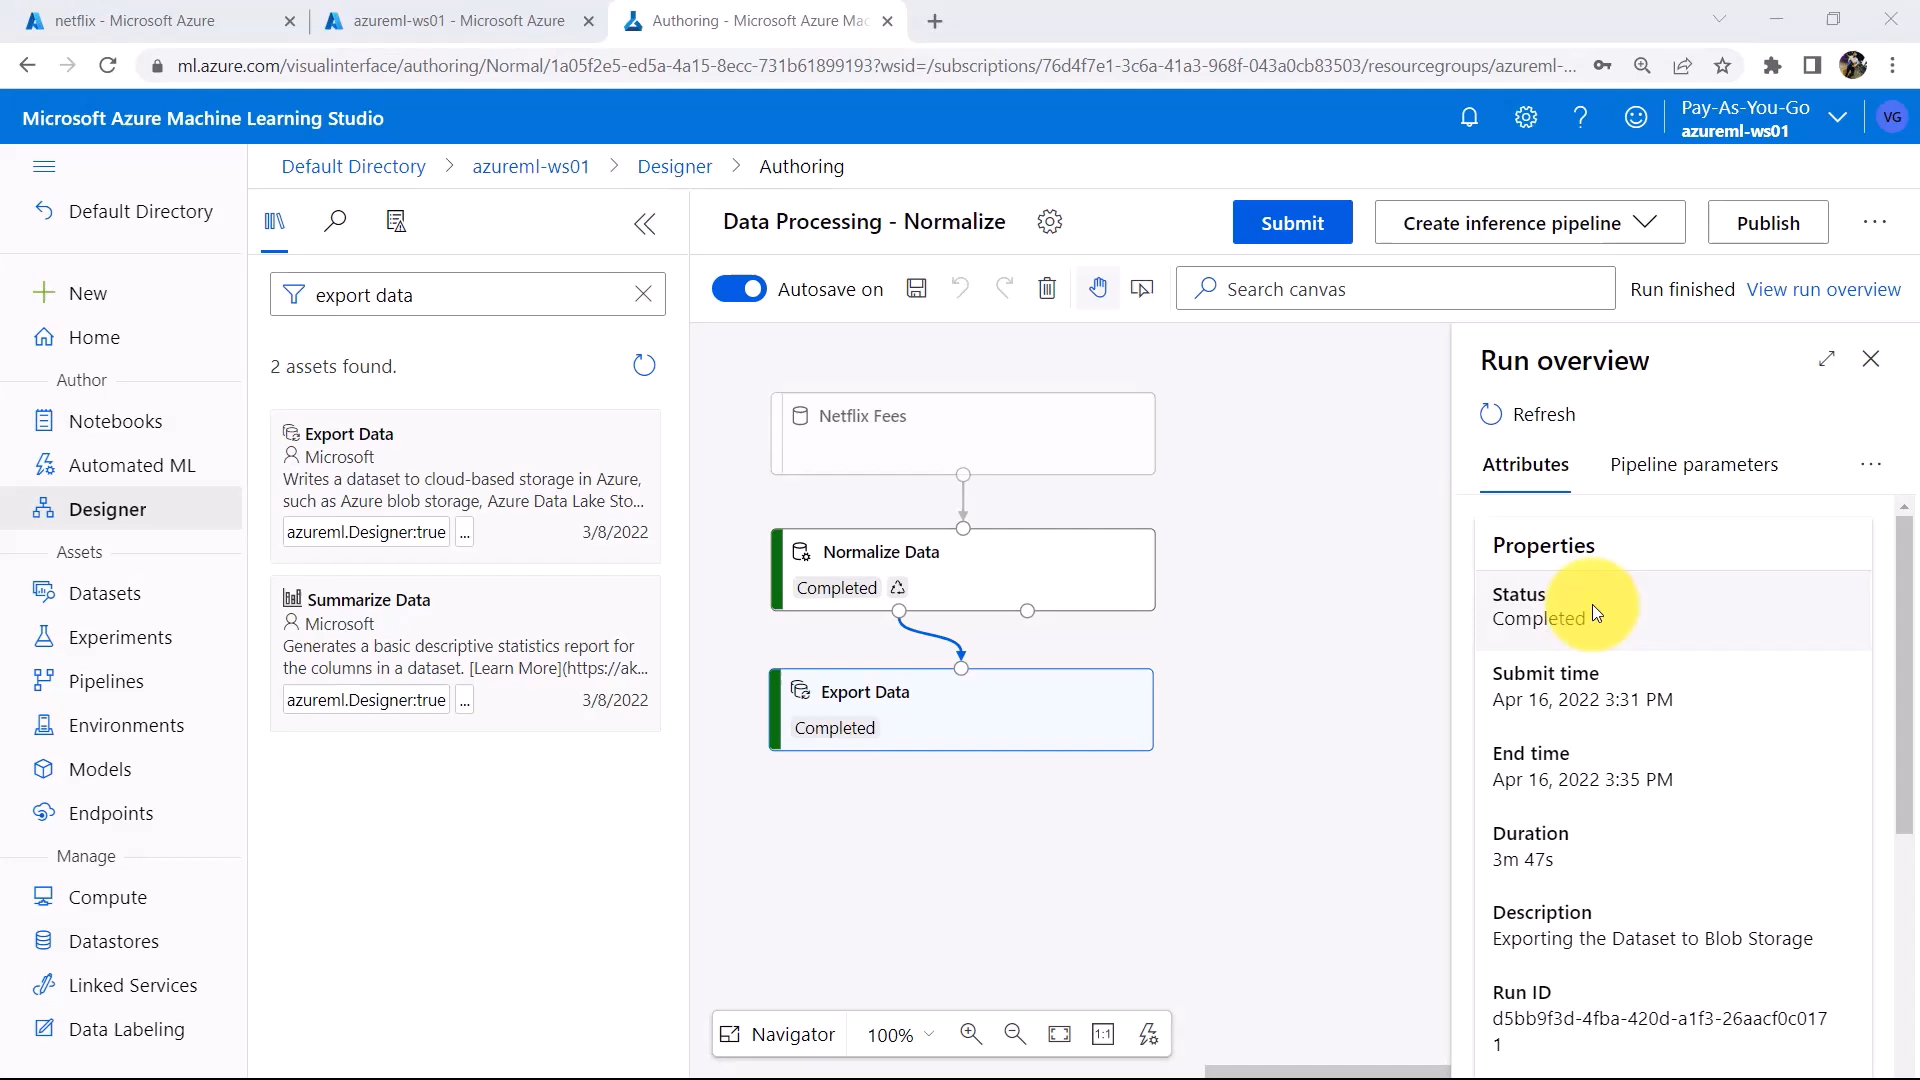 netflix - Microsoft Azure
azureml-ws01 - Microsoft Azure
Authoring - Microsoft Azure Mac
ml.azure.com/visualinterface/authoring/Normal/1a05f2e5-ed5a-4a15-8ecc-731b61899193?wsid=/subscriptions/76d4f7e1-3c6a-41a3-968f-043a0cb83503/resourcegroups/azureml-...
Microsoft Azure Machine Learning Studio
Pay-As-You-Go
azureml-ws01
VG
Default Directory
New
Home
Author
Notebooks
Automated ML
Designer
Assets
Datasets
Experiments
Pipelines
Environments
Models
Endpoints
Manage
Compute
Datastores
Linked Services
Data Labeling
Default Directory > azureml-ws01 > Designer > Authoring
export data
2 assets found.
Export Data
Microsoft
Writes a dataset to cloud-based storage in Azure,
such as Azure blob storage, Azure Data Lake Sto...
azureml.Designer:true ... 3/8/2022
Summarize Data
Microsoft
Generates a basic descriptive statistics report for
the columns in a dataset. [Learn More](https://ak...
azureml.Designer:true ... 3/8/2022
Data Processing - Normalize
Submit
Create inference pipeline
Publish
Autosave on
Search canvas
Run finished View run overview
Netflix Fees
Normalize Data
Completed
Export Data
Completed
Navigator
100%
1:1
Run overview
Refresh
Attributes
Pipeline parameters
Properties
Status
Completed
Submit time
Apr 16, 2022 3:31 PM
End time
Apr 16, 2022 3:35 PM
Duration
3m 47s
Description
Exporting the Dataset to Blob Storage
Run ID
d5bb9f3d-4fba-420d-a1f3-26aacf0c017
1